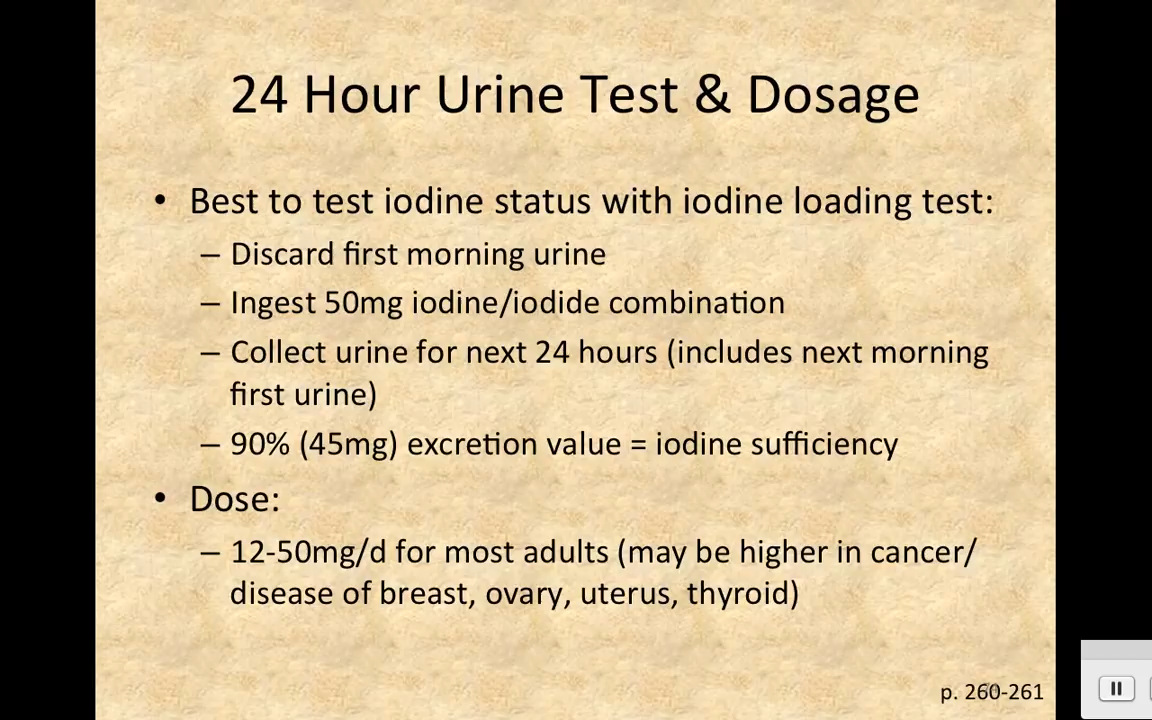 24 Hour Urine Test & Dosage
• Best to test iodine status with iodine loading test:
– Discard first morning urine
– Ingest 50mg iodine/iodide combination
– Collect urine for next 24 hours (includes next morning
first urine)
– 90% (45mg) excretion value = iodine sufficiency
• Dose:
– 12-50mg/d for most adults (may be higher in cancer/
disease of breast, ovary, uterus, thyroid)
p. 260-261